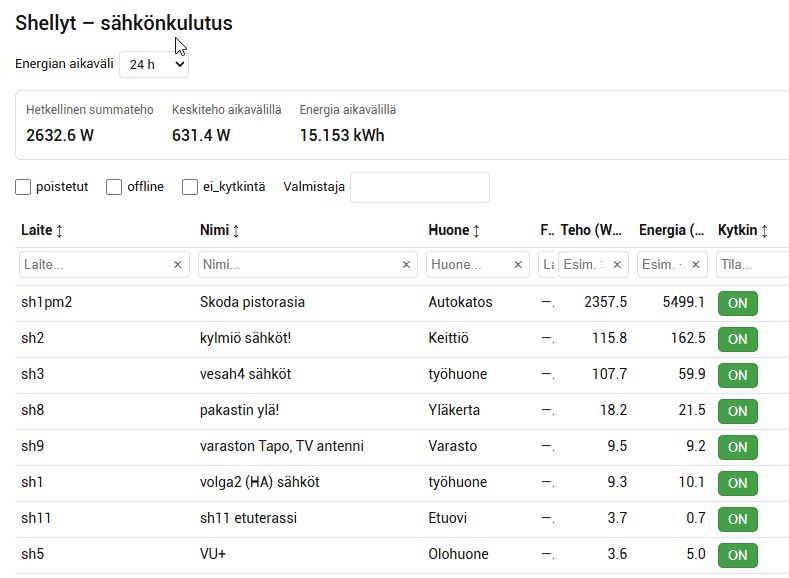 Shellyt – sähkönkulutus
Energian aikaväli 24 h
Hetkellinen summateho Keskiteho aikavälillä Energia aikavälillä
2632.6 W 631.4 W 15.153 kWh
poistetut offline ei_kytkintä Valmistaja
Laite ↕ Nimi ↕ Huone ↕ F.. Teho (W... Energia (... Kytkin ↕
Laite... × Nimi... × Huone... × La Esim. × Esim. × Tila...
sh1pm2 Skoda pistorasia Autokatos —. 2357.5 5499.1 ON
sh2 kylmiö sähköt! Keittiö —. 115.8 162.5 ON
sh3 vesah4 sähköt työhuone —. 107.7 59.9 ON
sh8 pakastin ylä! Yläkerta —. 18.2 21.5 ON
sh9 varaston Tapo, TV antenni Varasto —. 9.5 9.2 ON
sh1 volga2 (HA) sähköt työhuone —. 9.3 10.1 ON
sh11 sh11 etuterassi Etuovi —. 3.7 0.7 ON
sh5 VU+ Olohuone —. 3.6 5.0 ON